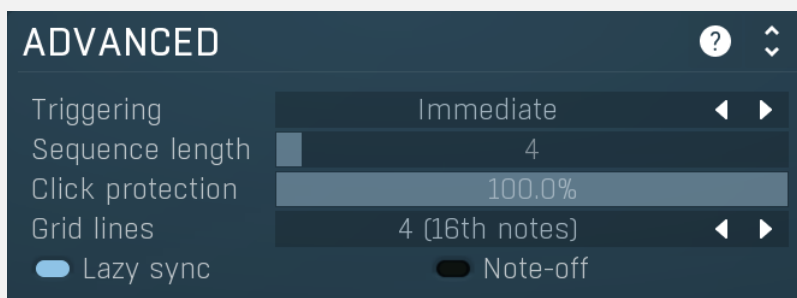 ADVANCED ?
Triggering Immediate
Sequence length 4
Click protection 100.0%
Grid lines 4 (16th notes)
Lazy sync Note-off